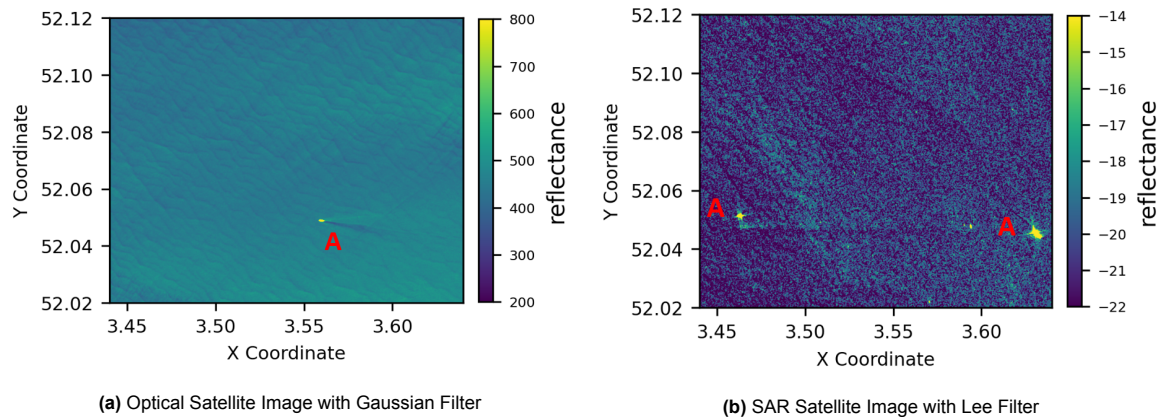 52.12
52.10
52.08
52.06
52.04
52.02
3.45 3.50 3.55 3.60
Y Coordinate
X Coordinate
A
800
700
600
500
400
300
200
reflectance
(a) Optical Satellite Image with Gaussian Filter
52.12
52.10
52.08
52.06
52.04
52.02
3.45 3.50 3.55 3.60
Y Coordinate
X Coordinate
A
A
−14
−15
−16
−17
−18
−19
−20
−21
−22
reflectance
(b) SAR Satellite Image with Lee Filter